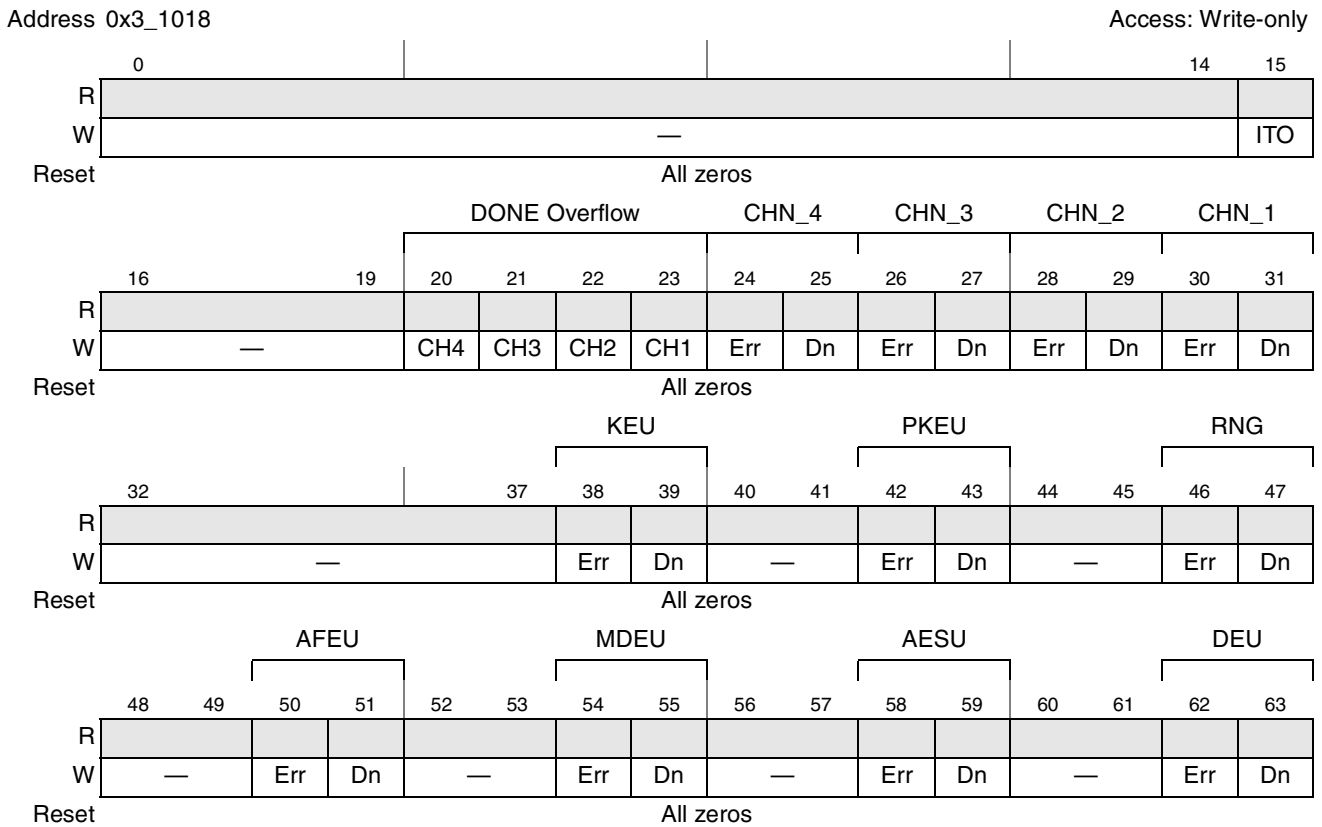 Address 0x3_1018 Access: Write-only
0 14 15
R
W — ITO
Reset All zeros
DONE Overflow CHN_4 CHN_3 CHN_2 CHN_1
16 19 20 21 22 23 24 25 26 27 28 29 30 31
R
W — CH4 CH3 CH2 CH1 Err Dn Err Dn Err Dn Err Dn
Reset All zeros
KEU PKEU RNG
32 37 38 39 40 41 42 43 44 45 46 47
R
W — Err Dn — Err Dn — Err Dn
Reset All zeros
AFEU MDEU AESU DEU
48 49 50 51 52 53 54 55 56 57 58 59 60 61 62 63
R
W — Err Dn — Err Dn — Err Dn — Err Dn
Reset All zeros